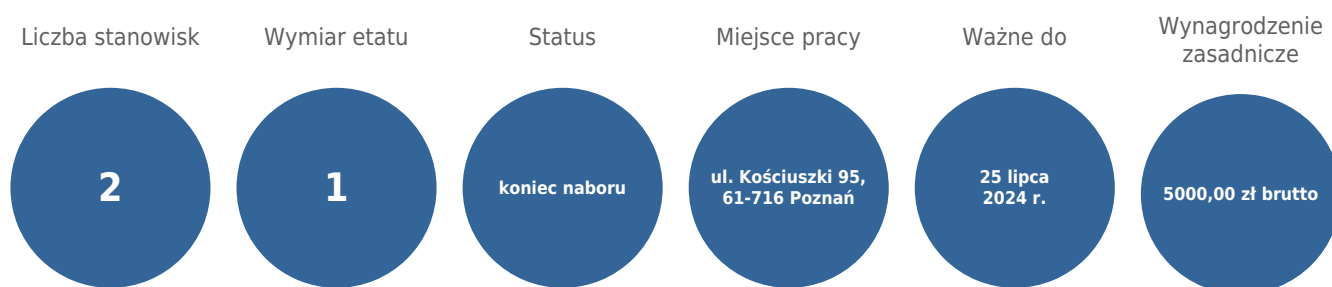 Liczba stanowisk
Wymiar etatu
Status
Miejsce pracy
Ważne do
Wynagrodzenie
zasadnicze
2
1
koniec naboru
ul. Kościuszki 95,
61-716 Poznań
25 lipca
2024 r.
5000,00 zł brutto